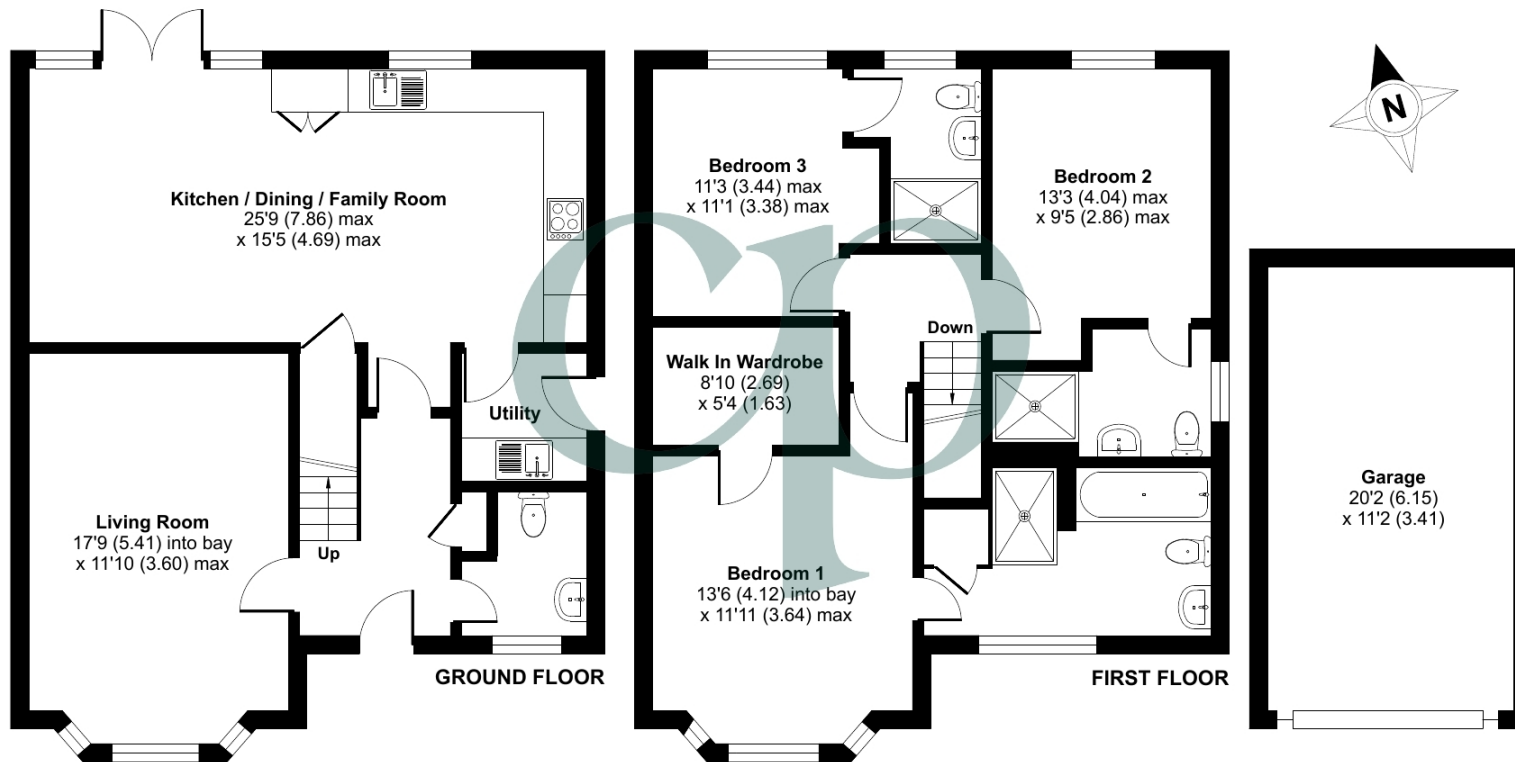 Kitchen / Dining / Family Room
25'9 (7.86) max
x 15'5 (4.69) max
Utility
Living Room
17'9 (5.41) into bay
x 11'10 (3.60) max
Up
GROUND FLOOR
Bedroom 3
11'3 (3.44) max
x 11'1 (3.38) max
Bedroom 2
13'3 (4.04) max
x 9'5 (2.86) max
Down
Walk In Wardrobe
8'10 (2.69)
x 5'4 (1.63)
Bedroom 1
13'6 (4.12) into bay
x 11'11 (3.64) max
FIRST FLOOR
N
Garage
20'2 (6.15)
x 11'2 (3.41)
cp